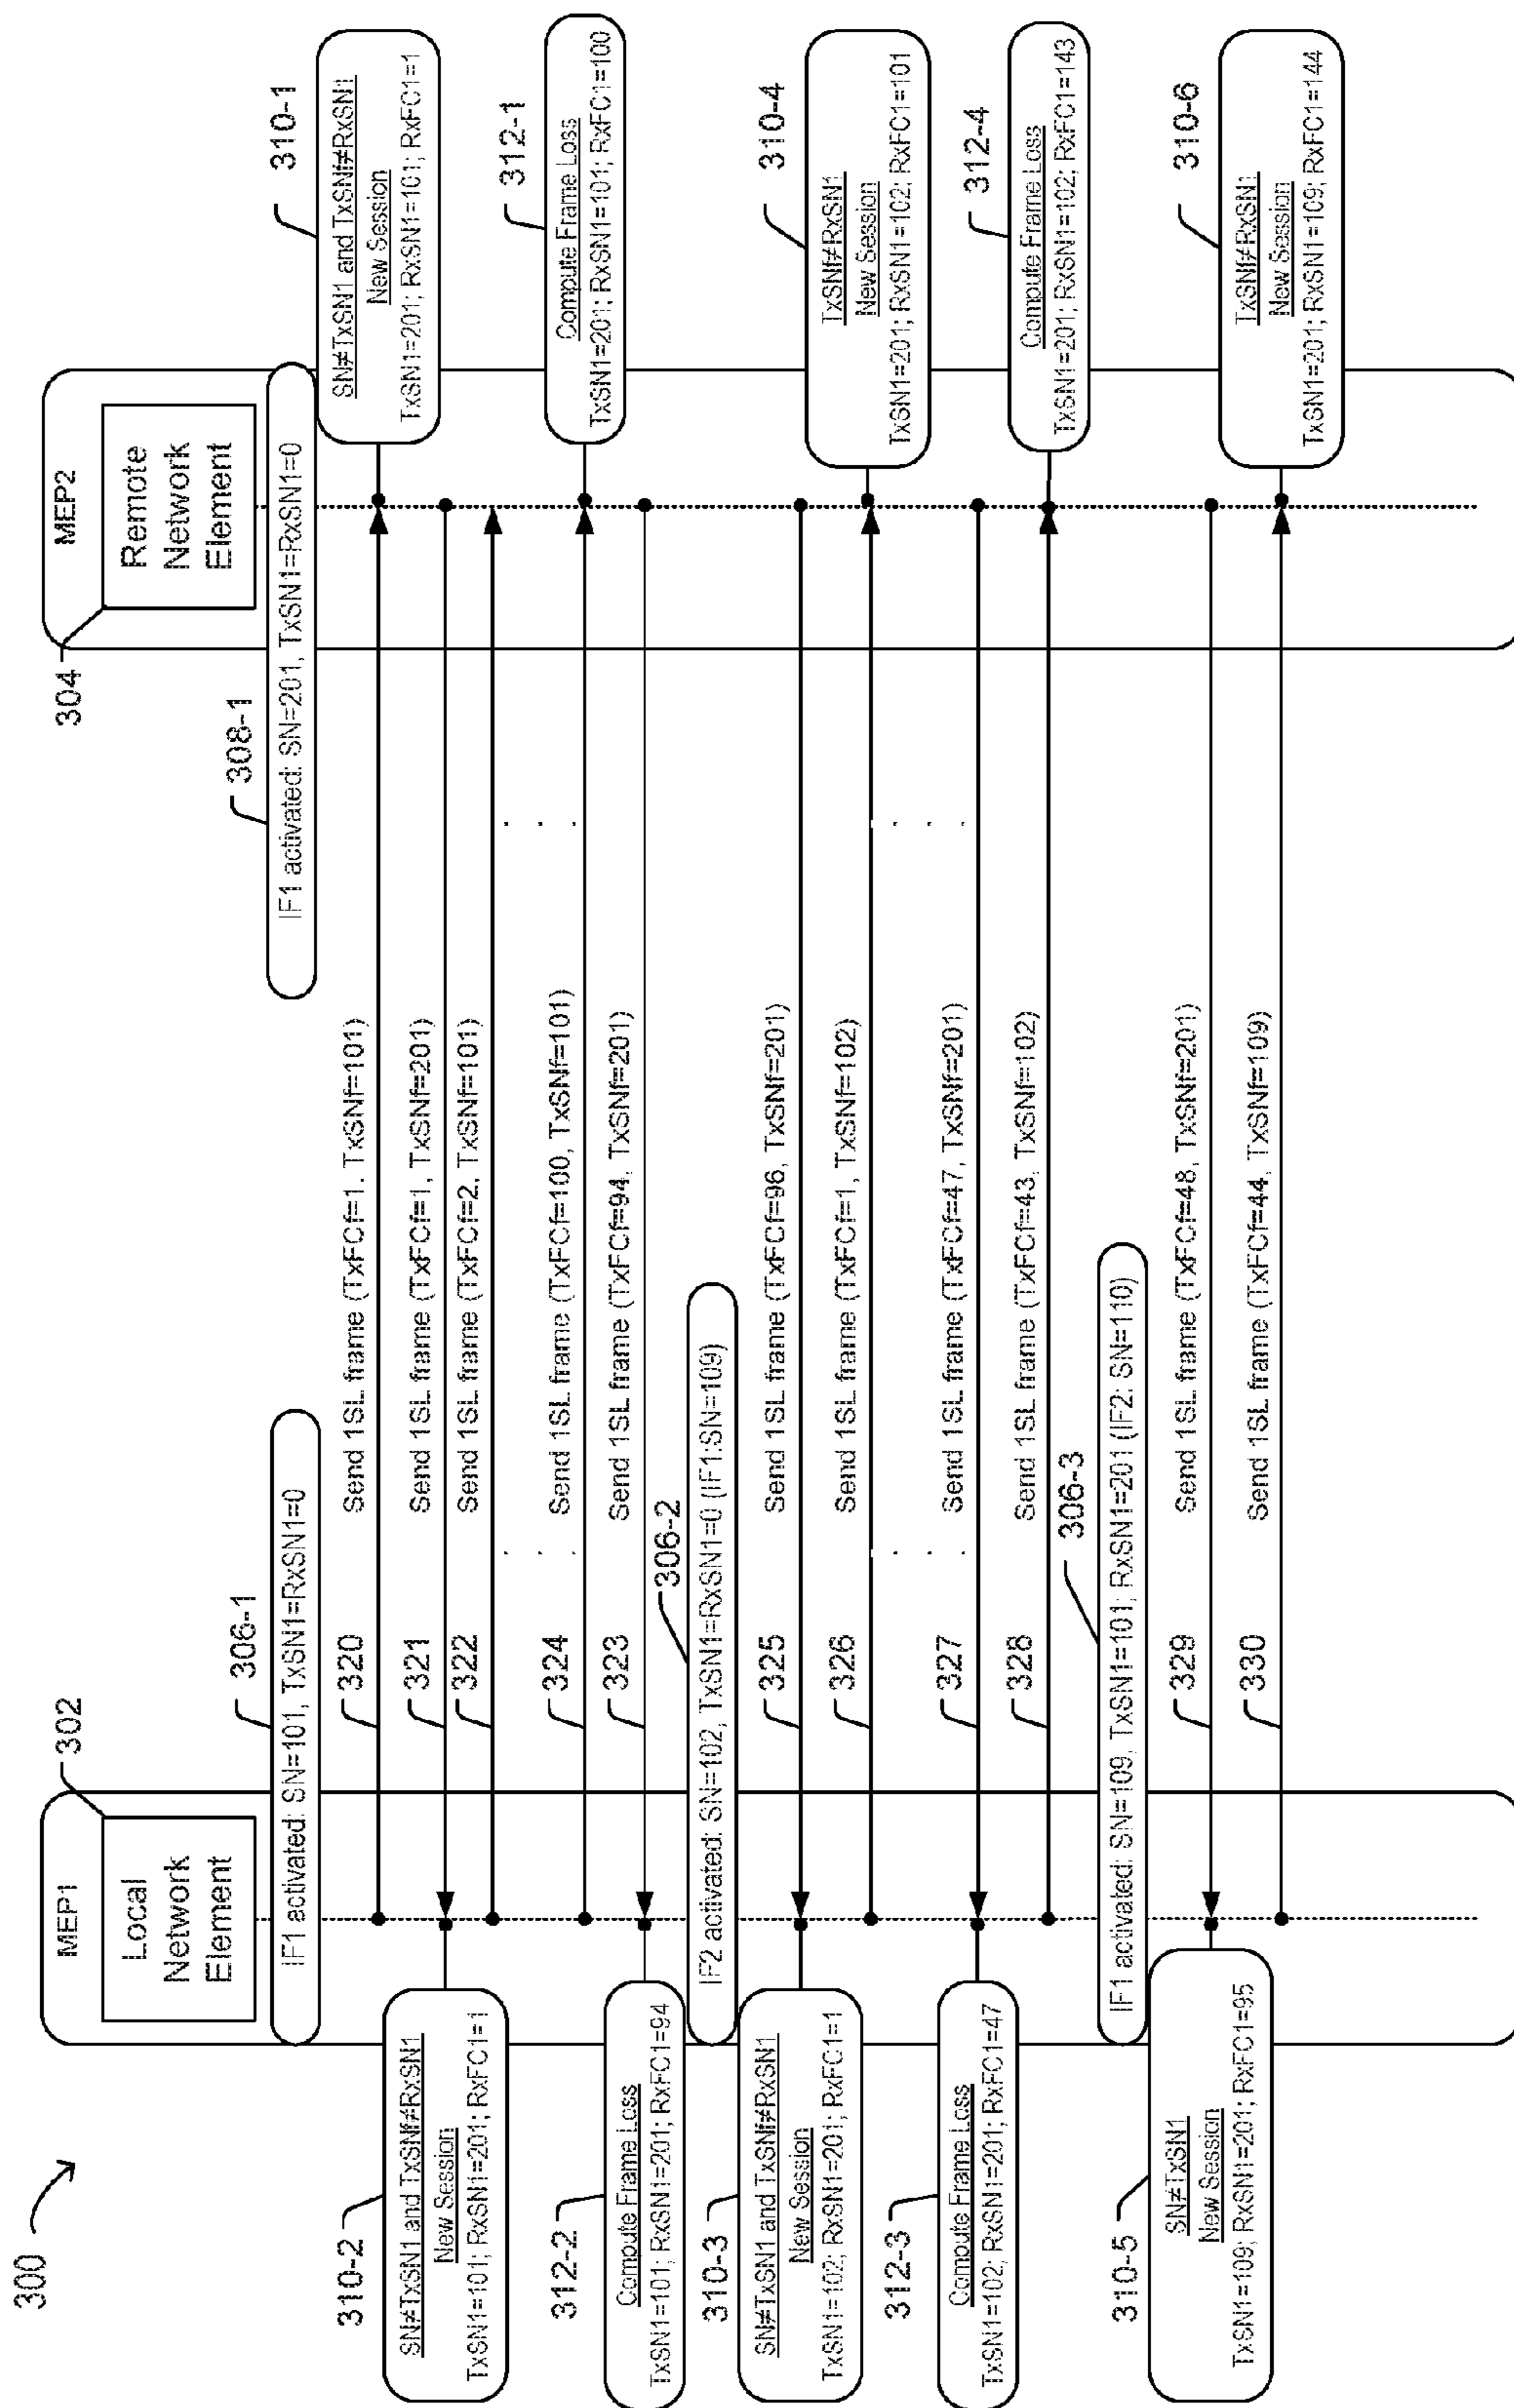 300
302
MEP1
Local
Network
Element
304
MEP2
Remote
Network
Element
306-1
IF1 activated: SN=101, TxSN1=RxSN1=0
308-1
IF1 activated: SN=201, TxSN1=RxSN1=0
320
Send 1SL frame (TxFCf=1, TxSNf=101)
310-1
SN≠TxSN1 and TxSNf≠RxSN1
New Session
TxSN1=201; RxSN1=101; RxFC1=1
321
Send 1SL frame (TxFCf=1, TxSNf=201)
310-2
SN≠TxSN1 and TxSNf≠RxSN1
New Session
TxSN1=101; RxSN1=201; RxFC1=1
322
Send 1SL frame (TxFCf=2, TxSNf=101)
. . .
. . .
324
Send 1SL frame (TxFCf=100, TxSNf=101)
312-1
Compute Frame Loss
TxSN1=201; RxSN1=101; RxFC1=100
323
Send 1SL frame (TxFCf=94, TxSNf=201)
312-2
Compute Frame Loss
TxSN1=101; RxSN1=201; RxFC1=94
306-2
IF2 activated: SN=102, TxSN1=RxSN1=0 (IF1:SN=109)
325
Send 1SL frame (TxFCf=96, TxSNf=201)
310-3
SN≠TxSN1 and TxSNf≠RxSN1
New Session
TxSN1=102; RxSN1=201; RxFC1=1
326
Send 1SL frame (TxFCf=1, TxSNf=102)
310-4
TxSNf≠RxSN1
New Session
TxSN1=201; RxSN1=102; RxFC1=101
. . .
. . .
327
Send 1SL frame (TxFCf=47, TxSNf=201)
312-3
Compute Frame Loss
TxSN1=102; RxSN1=201; RxFC1=47
328
Send 1SL frame (TxFCf=43, TxSNf=102)
312-4
Compute Frame Loss
TxSN1=201; RxSN1=102; RxFC1=143
306-3
IF1 activated: SN=109, TxSN1=101; RxSN1=201 (IF2: SN=110)
329
Send 1SL frame (TxFCf=48, TxSNf=201)
310-5
SN≠TxSN1
New Session
TxSN1=109; RxSN1=201; RxFC1=95
330
Send 1SL frame (TxFCf=44, TxSNf=109)
310-6
TxSNf≠RxSN1
New Session
TxSN1=201; RxSN1=109; RxFC1=144